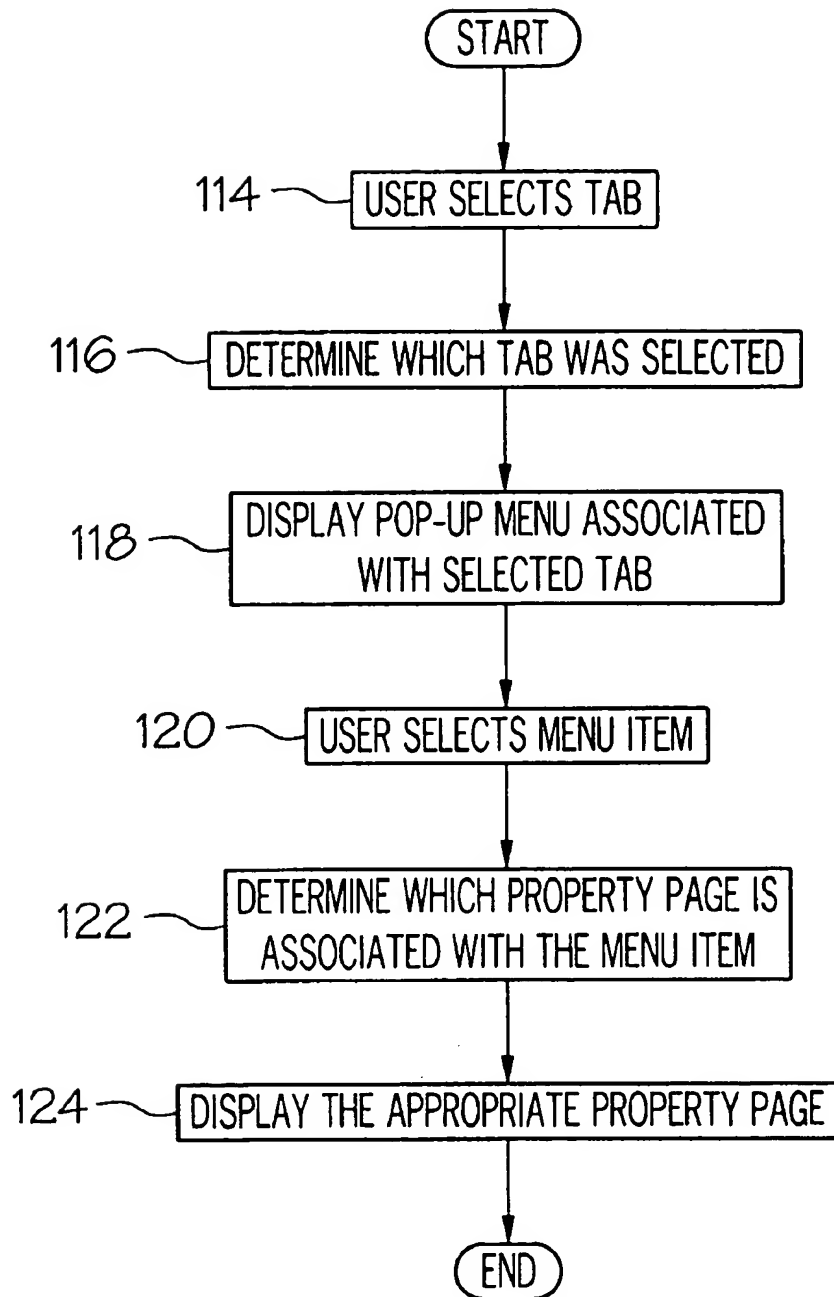 START
114
USER SELECTS TAB
116
DETERMINE WHICH TAB WAS SELECTED
118
DISPLAY POP-UP MENU ASSOCIATED
WITH SELECTED TAB
120
USER SELECTS MENU ITEM
122
DETERMINE WHICH PROPERTY PAGE IS
ASSOCIATED WITH THE MENU ITEM
124
DISPLAY THE APPROPRIATE PROPERTY PAGE
END